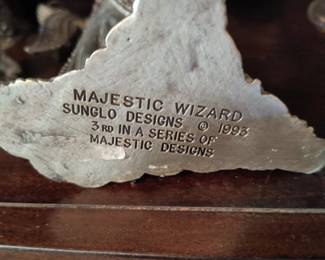 MAJESTIC WIZARD
SUNGLO DESIGNS © 1993
3RD IN A SERIES OF
MAJESTIC DESIGNS